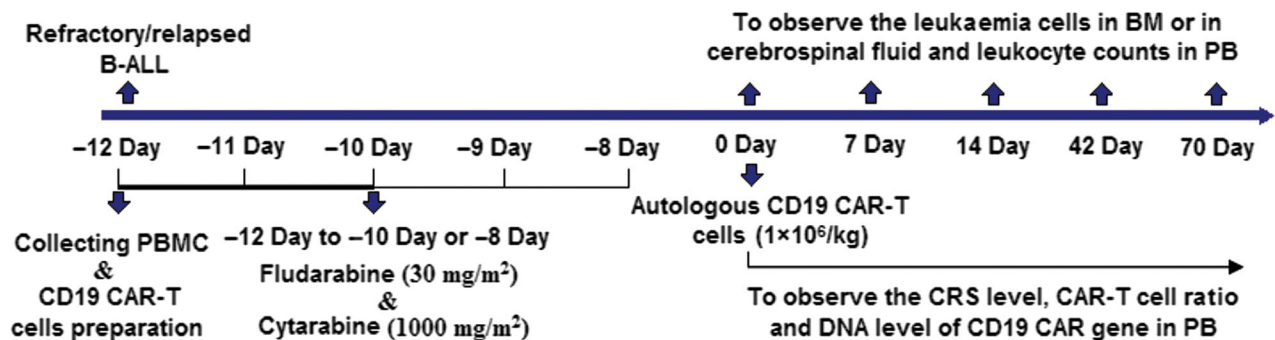 Refractory/relapsed
B-ALL
To observe the leukaemia cells in BM or in
cerebrospinal fluid and leukocyte counts in PB
−12 Day
−11 Day
−10 Day
−9 Day
−8 Day
0 Day
7 Day
14 Day
42 Day
70 Day
Collecting PBMC
&
CD19 CAR-T
cells preparation
−12 Day to −10 Day or −8 Day
Fludarabine (30 mg/m²)
&
Cytarabine (1000 mg/m²)
Autologous CD19 CAR-T
cells (1×10⁶/kg)
To observe the CRS level, CAR-T cell ratio
and DNA level of CD19 CAR gene in PB